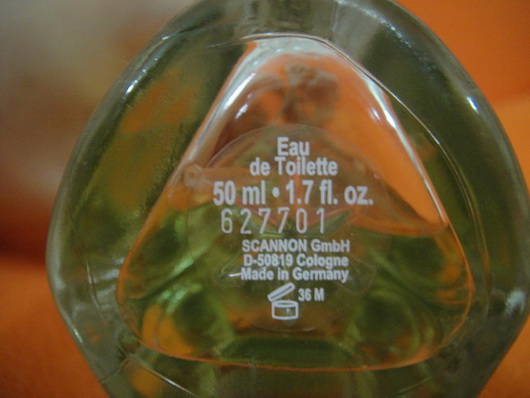 Eau
de Toilette
50 ml • 1.7 fl. oz.
627701
SCANNON GmbH
D-50819 Cologne
Made in Germany
36 M